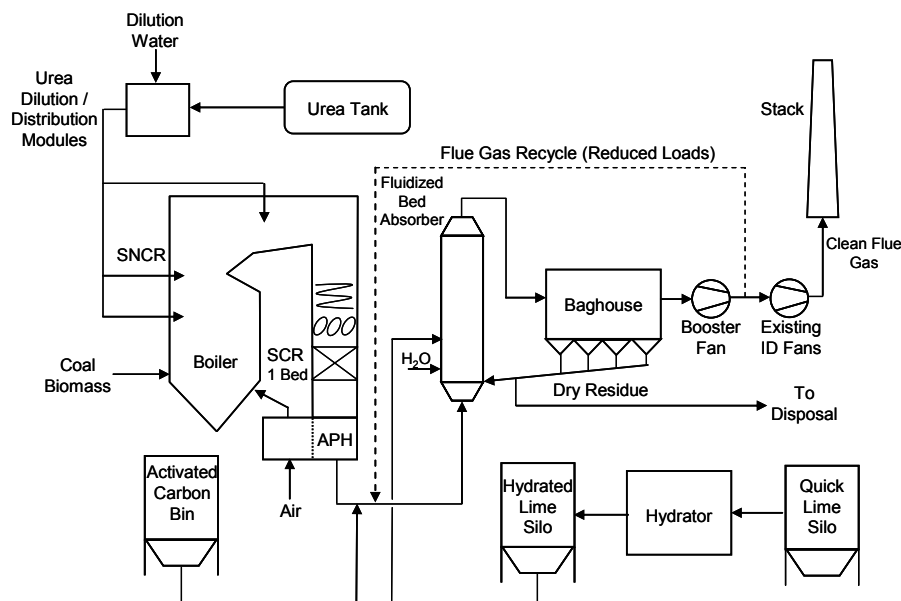 Dilution
Water
Urea
Dilution /
Distribution
Modules
Urea Tank
Stack
Flue Gas Recycle (Reduced Loads)
Fluidized
Bed
Absorber
SNCR
Clean Flue
Gas
Baghouse
Booster
Fan
Existing
ID Fans
Coal
Biomass
Boiler
SCR
1 Bed
H₂O
Dry Residue
To
Disposal
APH
Air
Activated
Carbon
Bin
Hydrated
Lime
Silo
Hydrator
Quick
Lime
Silo